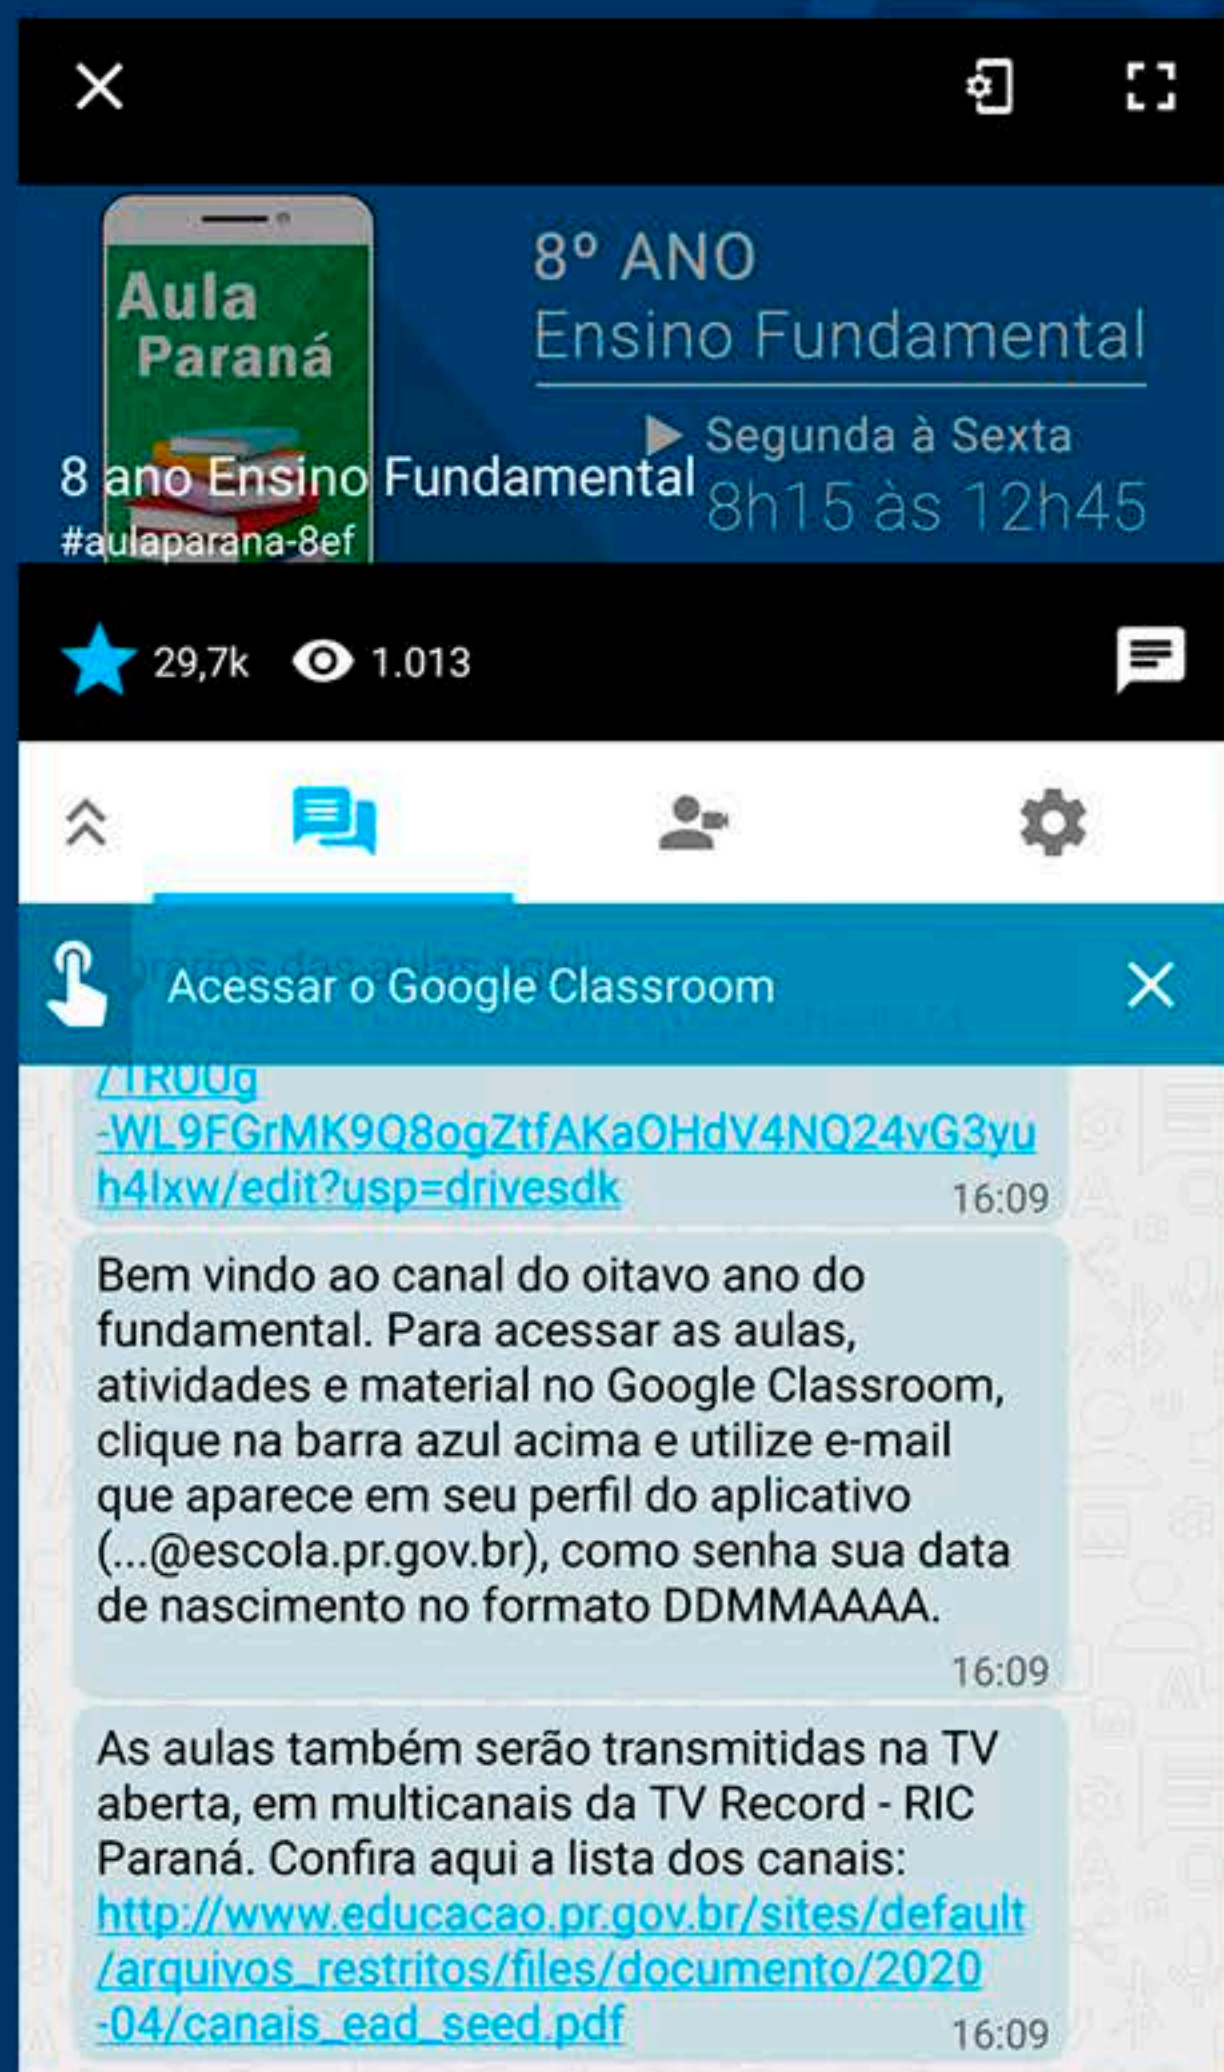 Aula
Paraná
8º ANO
Ensino Fundamental
Segunda à Sexta
8h15 às 12h45
8 ano Ensino Fundamental
#aulaparana-8ef
29,7k 1.013
Acessar o Google Classroom
-WL9FGrMK9Q8ogZtfAKaOHdV4NQ24vG3yu
h4lxw/edit?usp=drivesdk
16:09
Bem vindo ao canal do oitavo ano do
fundamental. Para acessar as aulas,
atividades e material no Google Classroom,
clique na barra azul acima e utilize e-mail
que aparece em seu perfil do aplicativo
(...@escola.pr.gov.br), como senha sua data
de nascimento no formato DDMMAAAA.
16:09
As aulas também serão transmitidas na TV
aberta, em multicanais da TV Record - RIC
Paraná. Confira aqui a lista dos canais:
http://www.educacao.pr.gov.br/sites/default
/arquivos_restritos/files/documento/2020
-04/canais_ead_seed.pdf
16:09